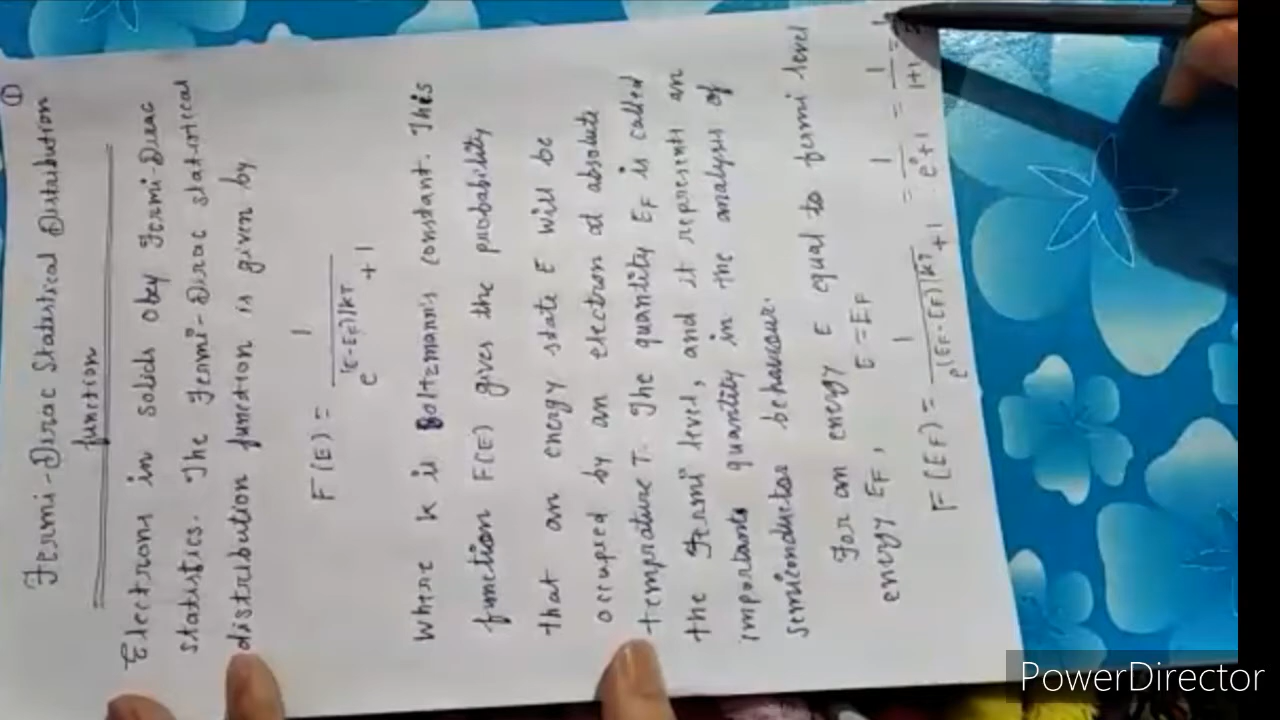 ①
Fermi-Dirac Statistical Distribution
function
Electrons in solids obey Fermi-Dirac
statistics. The Fermi-Dirac statistical
distribution function is given by
F(E) = 1 / e^(E-EF)/KT + 1
Where K is Boltzmann's constant. This
function F(E) gives the probability
that an energy state E will be
occupied by an electron at absolute
temprature T. The quantity EF is called
the Fermi level, and it represents an
important quantity in the analysis of
semiconductor behaviour.
For an energy E equal to fermi level
energy EF, E = EF
F(EF) = 1 / e^(EF-EF)/KT + 1 = 1 / e^0+1 = 1 / 1+1 =
PowerDirector